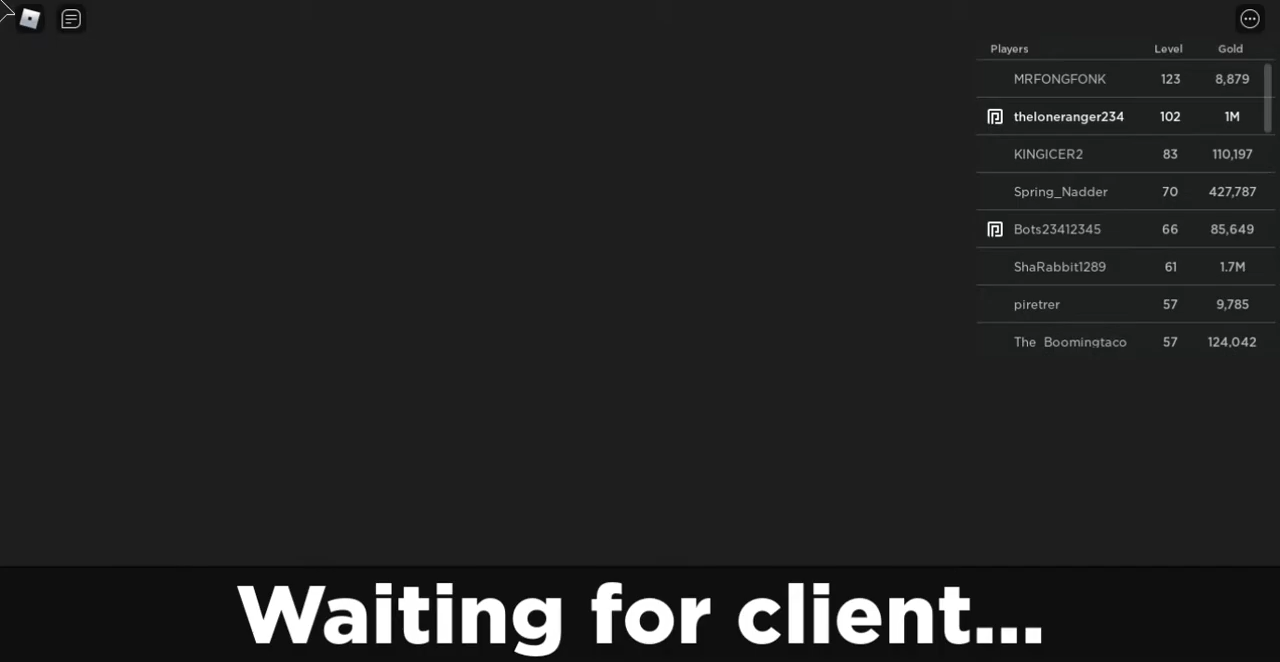 Players Level Gold
MRFONGFONK 123 8,879
theloneranger234 102 1M
KINGICER2 83 110,197
Spring_Nadder 70 427,787
Bots23412345 66 85,649
ShaRabbit1289 61 1.7M
piretrer 57 9,785
The_Boomingtaco 57 124,042
Waiting for client...